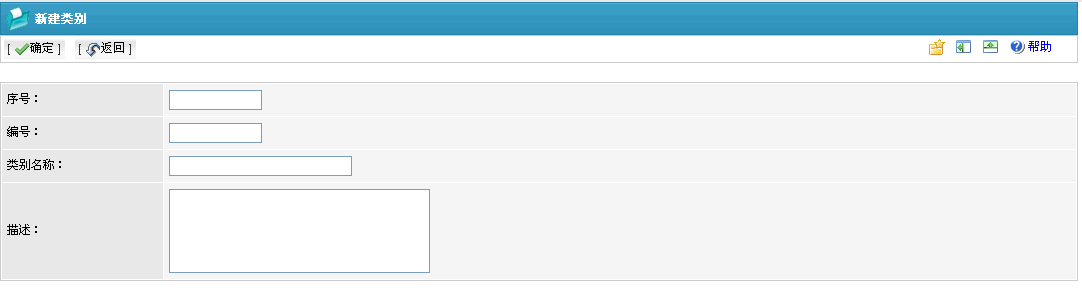 新建类别
[ 确定 ] [ 返回 ] 帮助
序号：
编号：
类别名称：
描述：